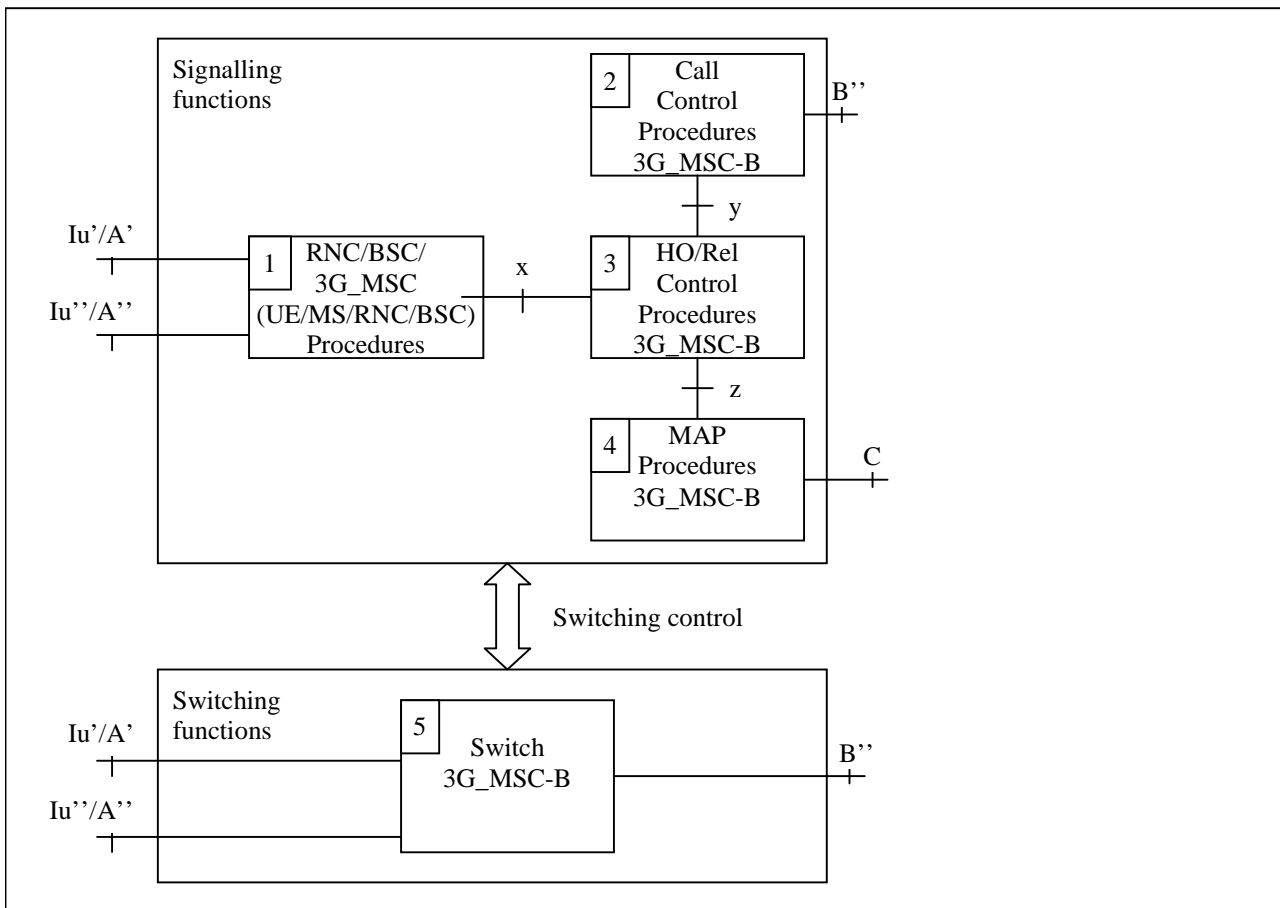 Signalling
functions
2
Call
Control
Procedures
3G_MSC-B
B’’
y
Iu’/A'
Iu’’/A’’
1
RNC/BSC/
3G_MSC
(UE/MS/RNC/BSC)
Procedures
x
3
HO/Rel
Control
Procedures
3G_MSC-B
z
4
MAP
Procedures
3G_MSC-B
C
Switching control
Switching
functions
Iu’/A'
Iu’’/A’’
5
Switch
3G_MSC-B
B’’